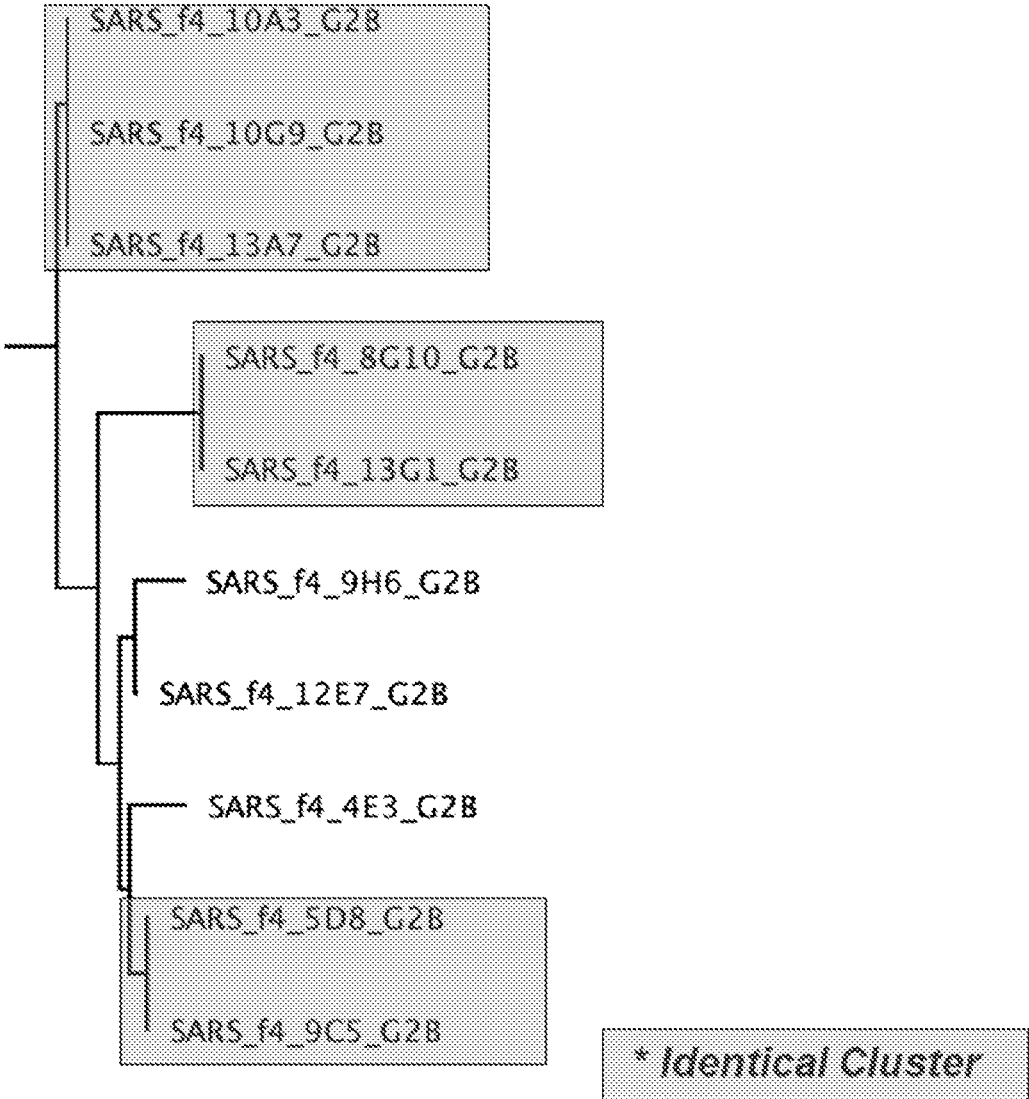 SARS_f4_10A3_G2B
SARS_f4_10G9_G2B
SARS_f4_13A7_G2B
SARS_f4_8G10_G2B
SARS_f4_13G1_G2B
SARS_f4_9H6_G2B
SARS_f4_12E7_G2B
SARS_f4_4E3_G2B
SARS_f4_5D8_G2B
SARS_f4_9C5_G2B
* Identical Cluster